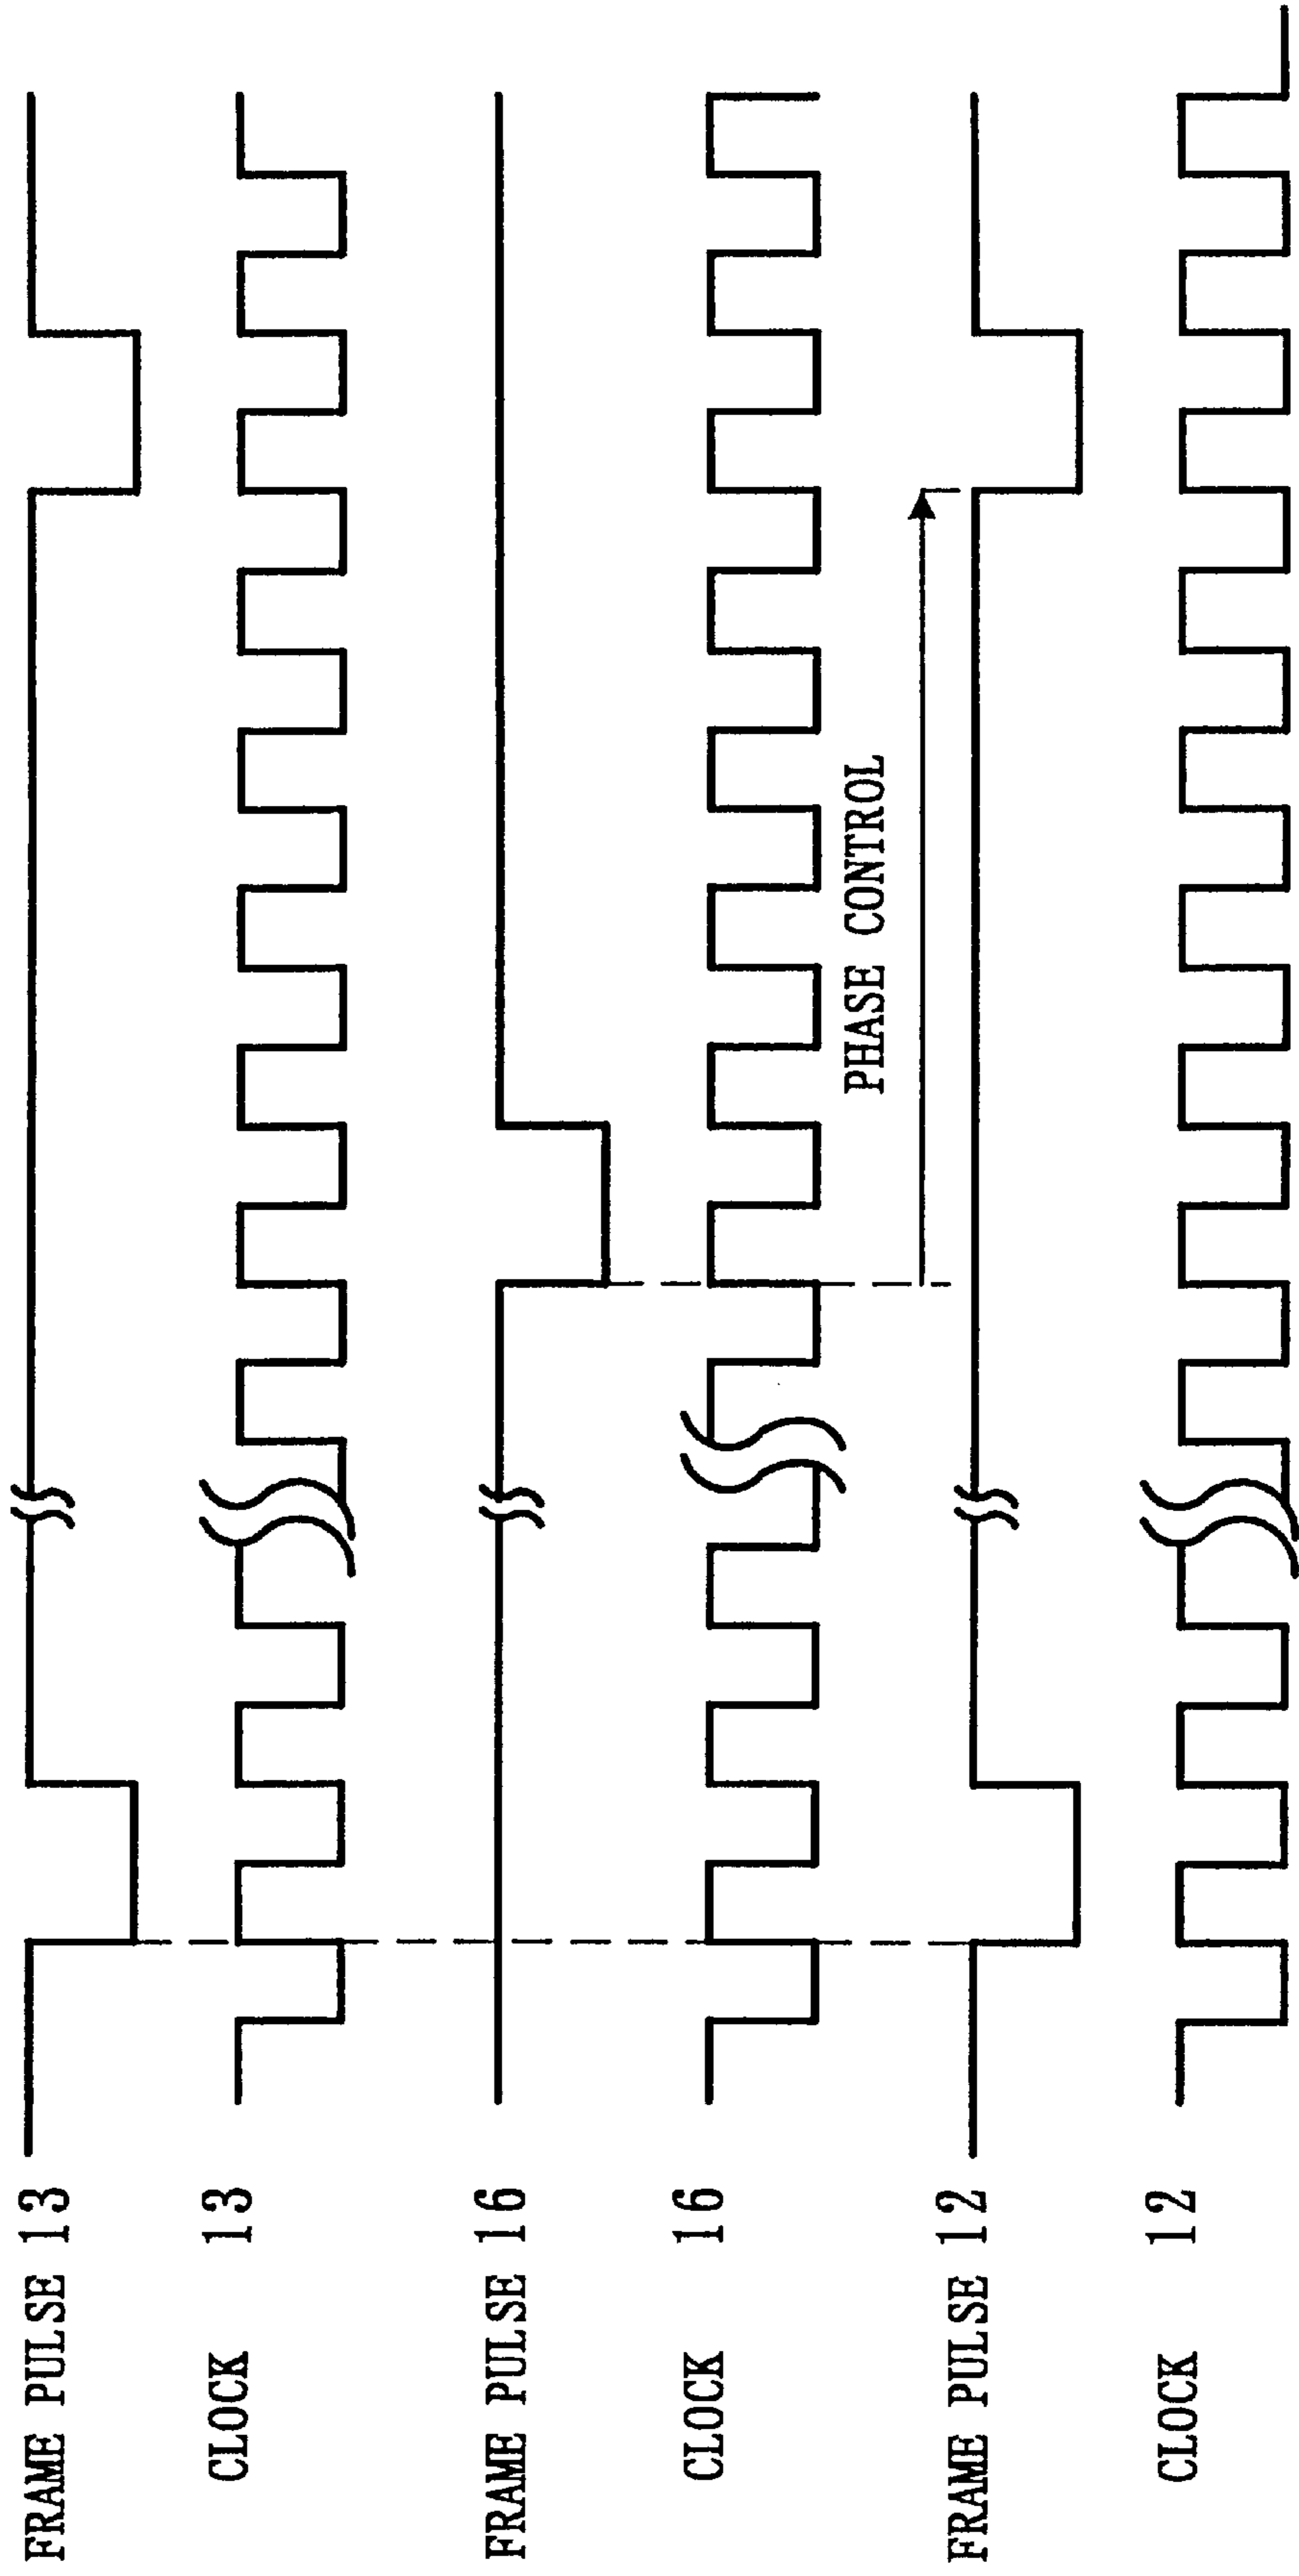 FRAME PULSE 13
CLOCK 13
FRAME PULSE 16
CLOCK 16
PHASE CONTROL
FRAME PULSE 12
CLOCK 12